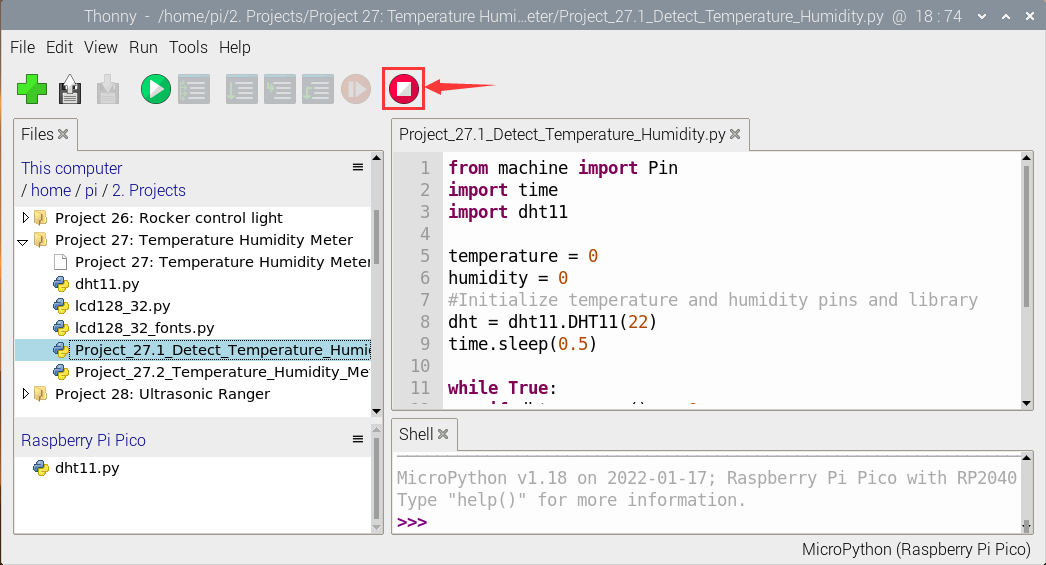 Thonny - /home/pi/2. Projects/Project 27: Temperature Humi...eter/Project_27.1_Detect_Temperature_Humidity.py @ 18 : 74
File Edit View Run Tools Help
Files
This computer
/ home / pi / 2. Projects
Project 26: Rocker control light
Project 27: Temperature Humidity Meter
Project 27: Temperature Humidity Meter
dht11.py
lcd128_32.py
lcd128_32_fonts.py
Project_27.1_Detect_Temperature_Humi
Project_27.2_Temperature_Humidity_Me
Project 28: Ultrasonic Ranger
Raspberry Pi Pico
dht11.py
Project_27.1_Detect_Temperature_Humidity.py
1 from machine import Pin
2 import time
3 import dht11
4
5 temperature = 0
6 humidity = 0
7 #Initialize temperature and humidity pins and library
8 dht = dht11.DHT11(22)
9 time.sleep(0.5)
10
11 while True:
Shell
MicroPython v1.18 on 2022-01-17; Raspberry Pi Pico with RP2040
Type "help()" for more information.
>>>
MicroPython (Raspberry Pi Pico)